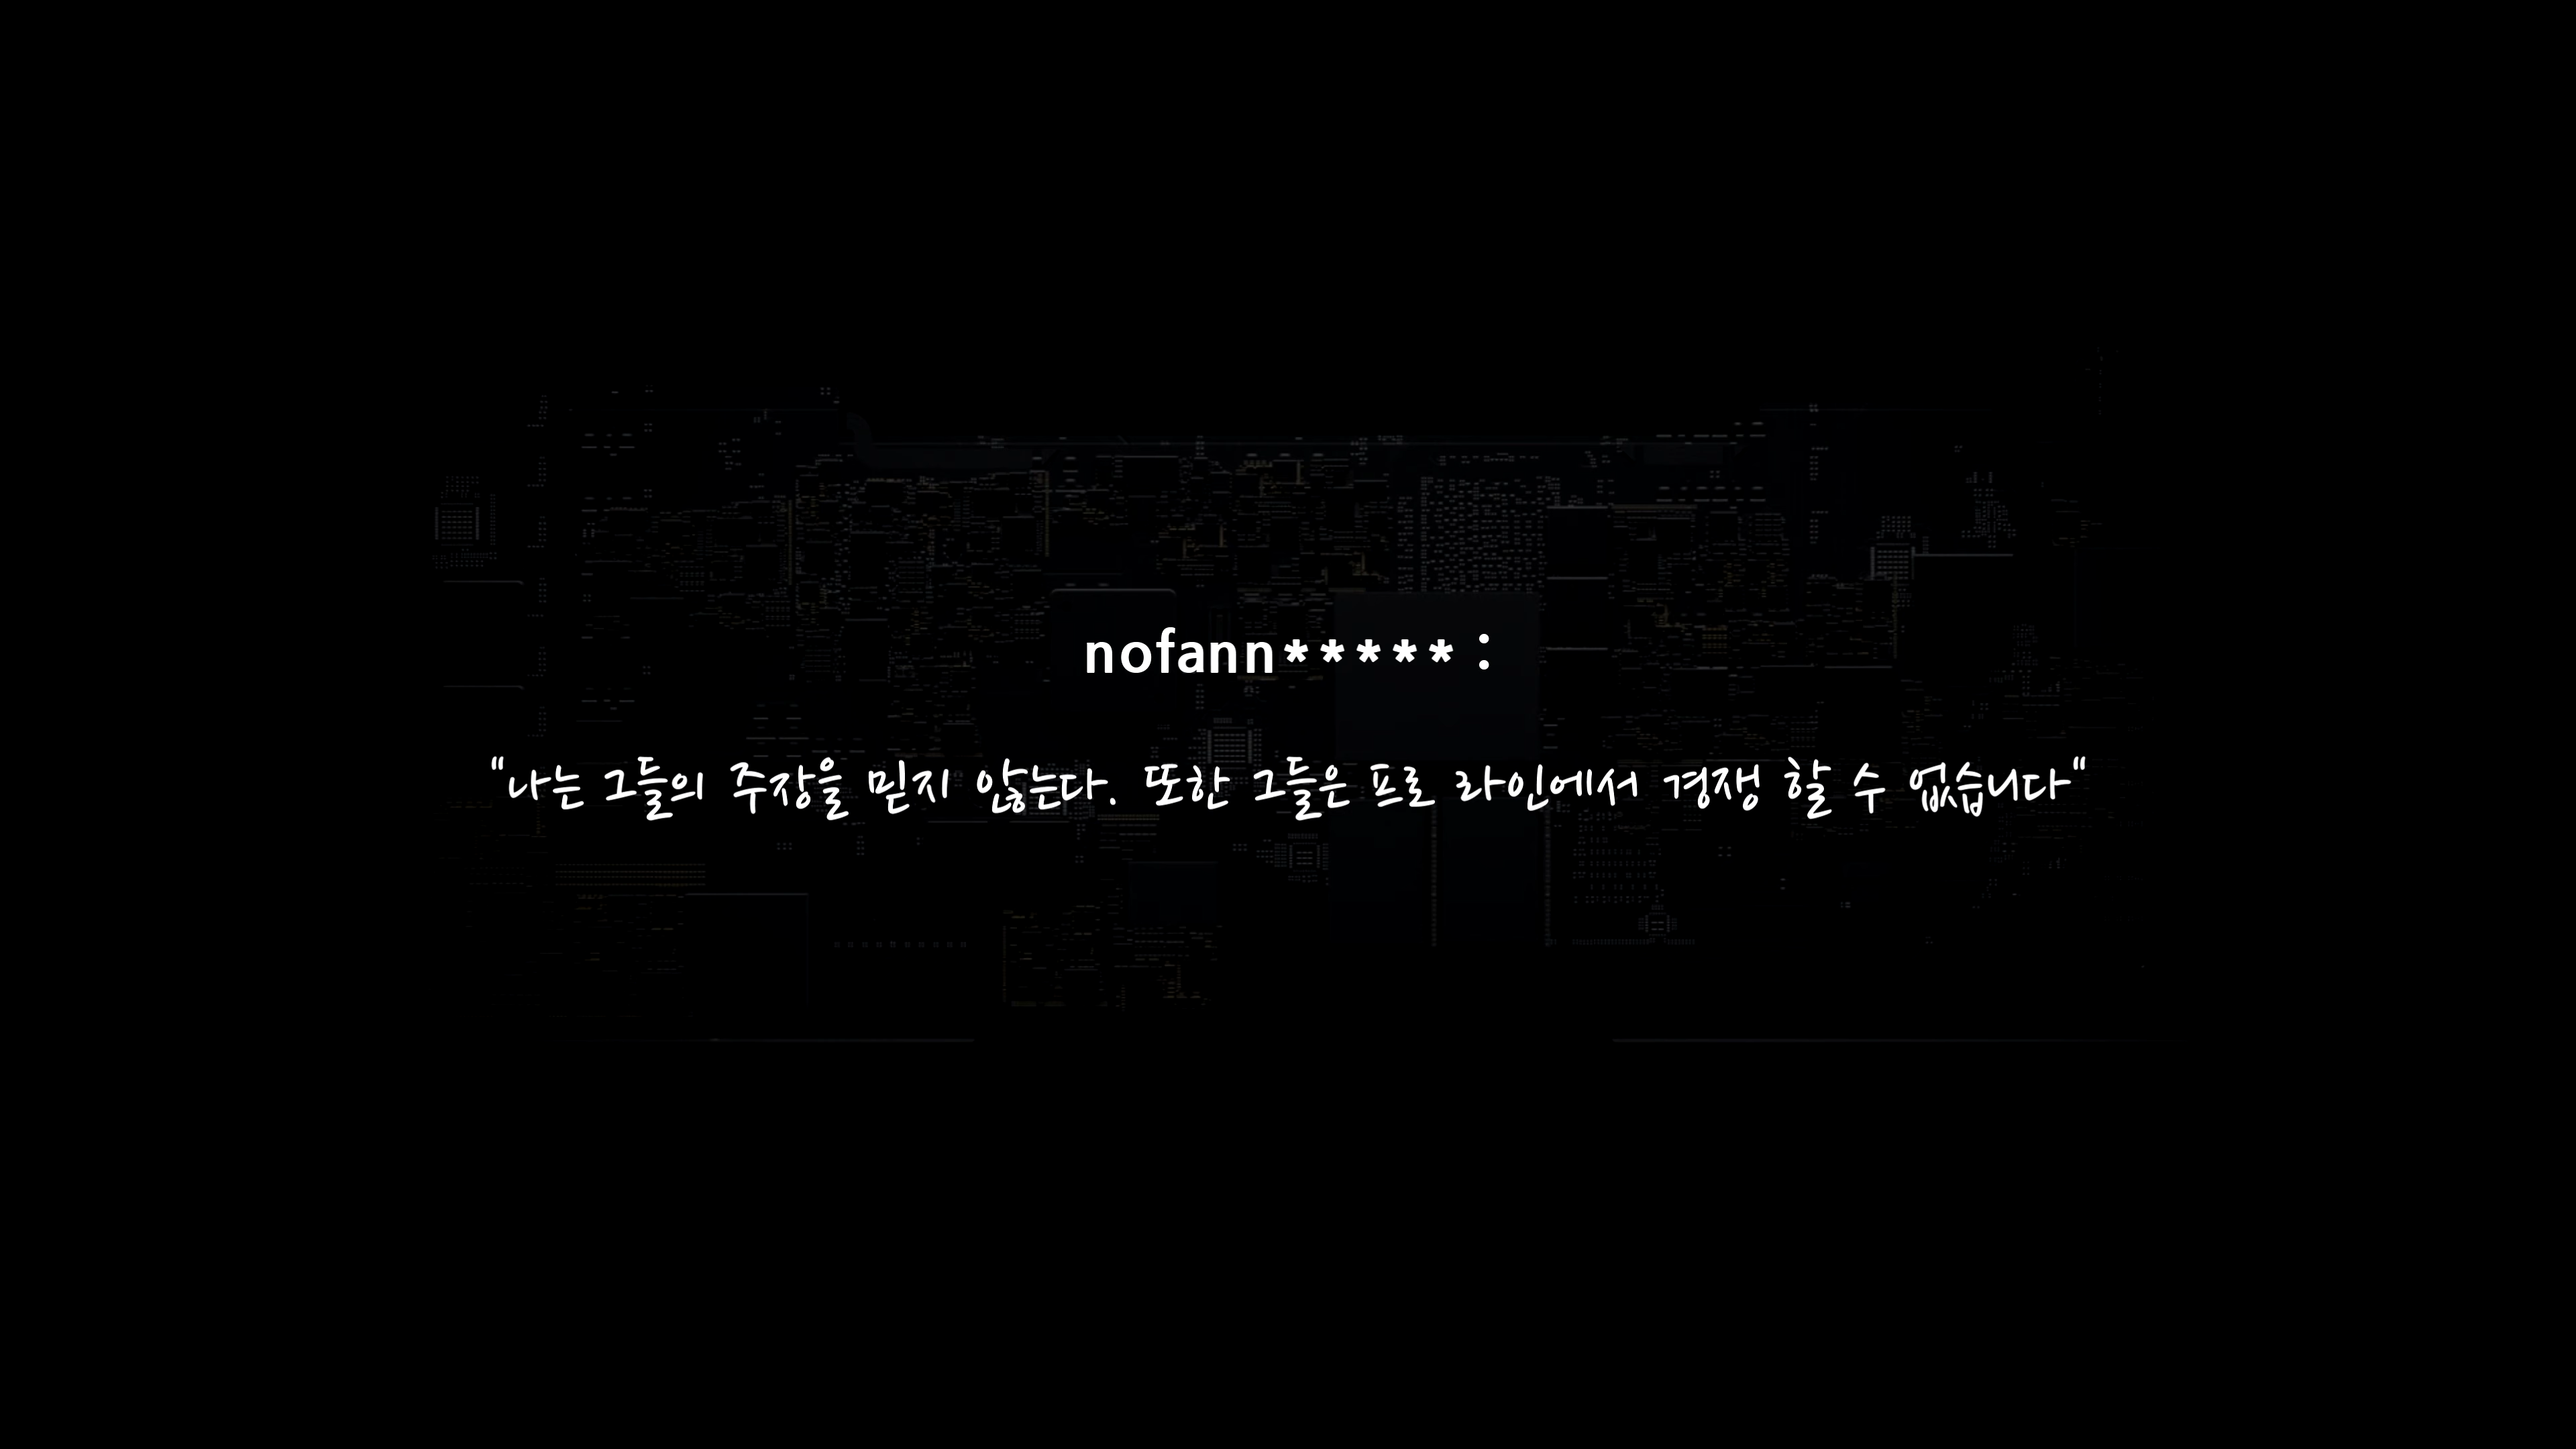 nofann***** :
"나는 그들의 주장을 믿지 않는다. 또한 그들은 프로 라인에서 경쟁 할 수 없습니다"